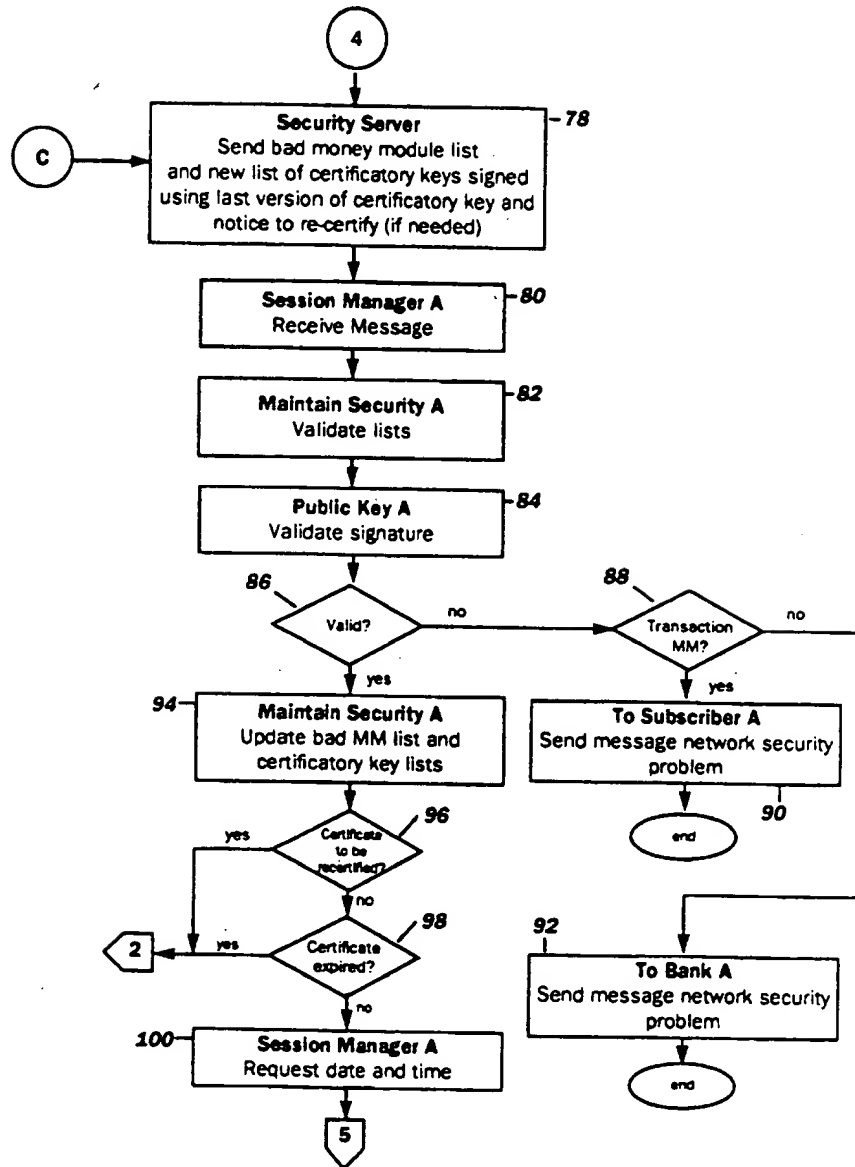 4
C
Security Server
Send bad money module list
and new list of certificatory keys signed
using last version of certificatory key and
notice to re-certify (if needed)
78
Session Manager A
Receive Message
80
Maintain Security A
Validate lists
82
Public Key A
Validate signature
84
86
Valid?
no
88
Transaction
MM?
no
yes
yes
94
Maintain Security A
Update bad MM list and
certificatory key lists
To Subscriber A
Send message network security
problem
90
end
96
yes
Certificate
to be
recertified?
no
98
2
yes
Certificate
expired?
no
92
To Bank A
Send message network security
problem
end
100
Session Manager A
Request date and time
5